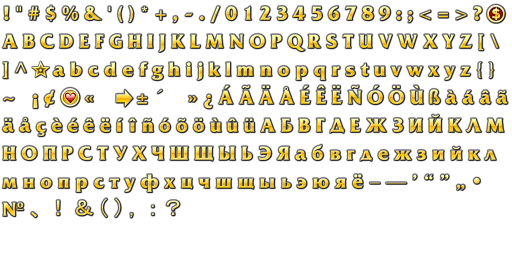 ! " # $ % & ' ( ) * + , - . / 0 1 2 3 4 5 6 7 8 9 : ; < = > ? $
A B C D E F G H I J K L M N O P Q R S T U V W X Y Z [ \
] ^ ☆ a b c d e f g h i j k l m n o p q r s t u v w x y z { }
~ ¡ ¢ ♥ « ➡ ± ´ » ¿ Á Ã Ä Å É Ê Ë Ñ Ó Ö Ù ß à á â ã
ä å ç è é ê ë í î ñ ó õ ö ù û ü А Б В Г Д Е Ж З И Й К Л М
Н О П Р С Т У Х Ч Ш Щ Ы Ь Э Я а б в г д е ж з и й к л
м н о п р с т у ф х ц ч ш щ ы ь э ю я ё – — ’ “ ” „ •
№ 、 ! & ( ) , : ?